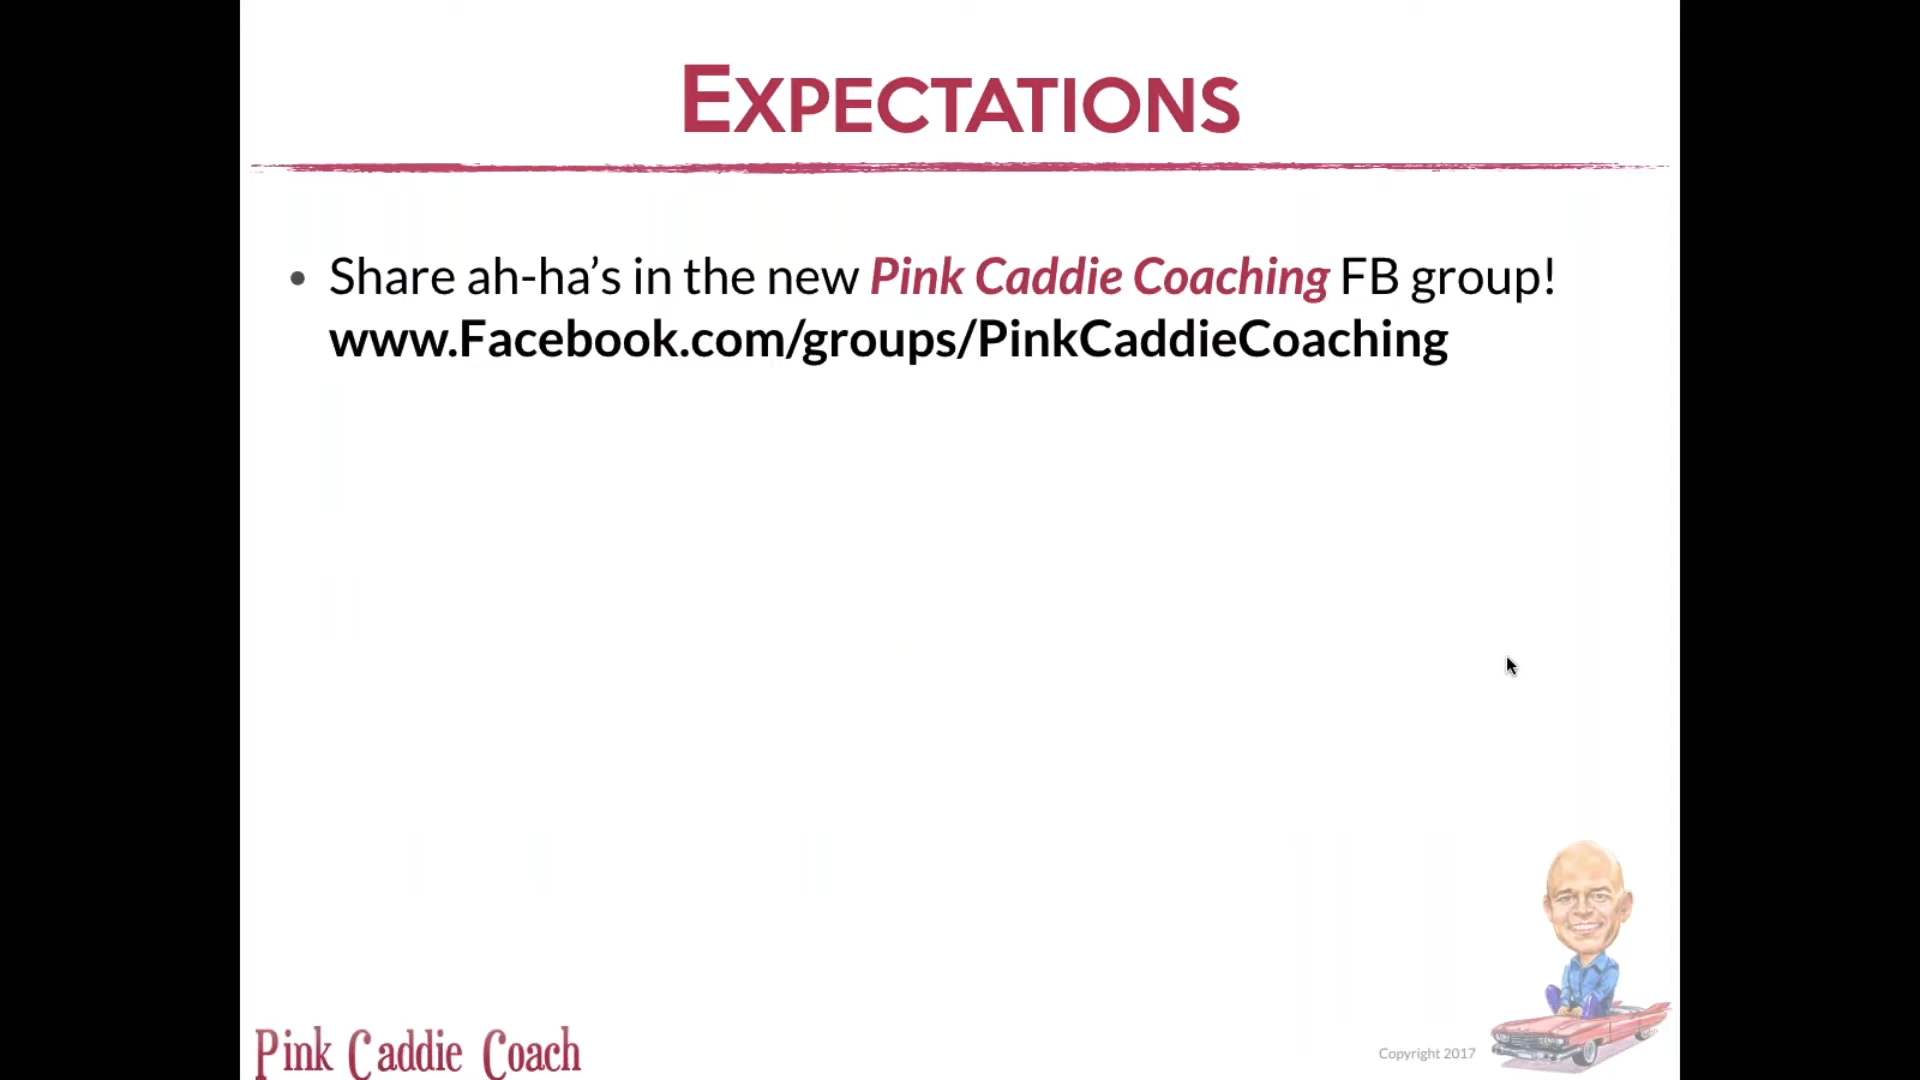 EXPECTATIONS
• Share ah-ha’s in the new Pink Caddie Coaching FB group!
www.Facebook.com/groups/PinkCaddieCoaching
Pink Caddie Coach
Copyright 2017